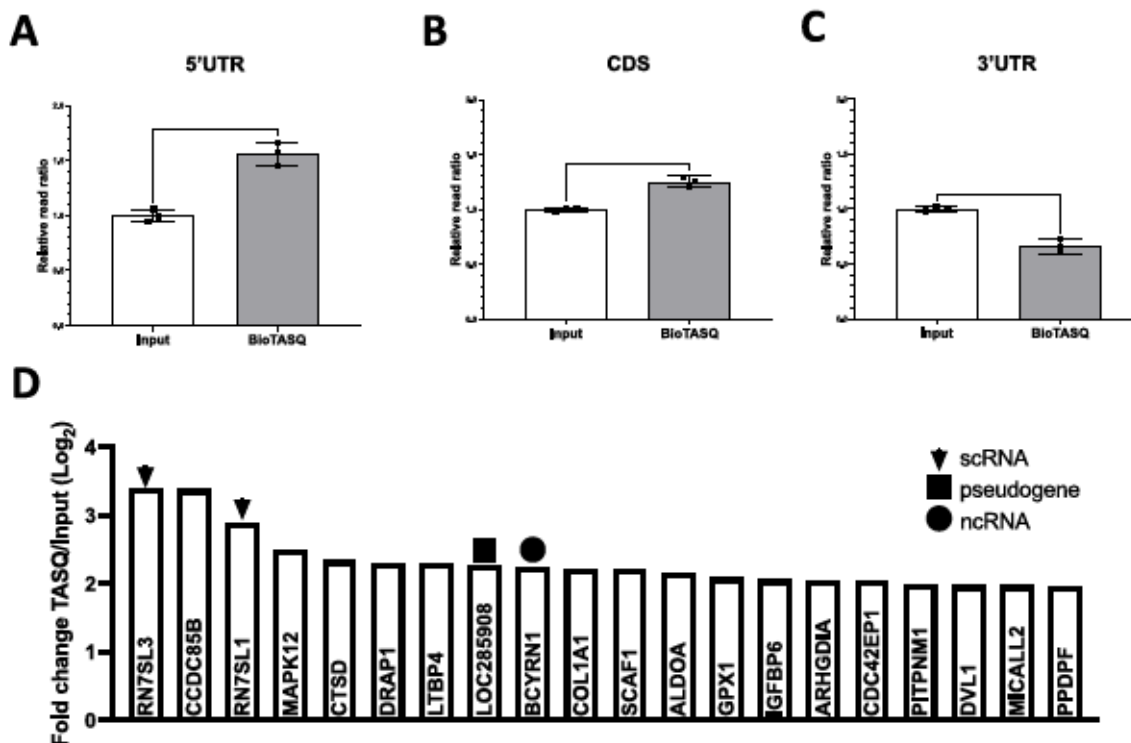 A
B
C
5'UTR
CDS
3'UTR
Relative read ratio
Relative read ratio
Relative read ratio
1.0
Input
BioTASQ
Input
BioTASQ
Input
BioTASQ
D
Fold change TASQ/Input (Log2)
4
3
2
1
0
scRNA
pseudogene
ncRNA
RN7SL3
CCDC85B
RN7SL1
MAPK12
CTSD
DRAP1
LTBP4
LOC285908
BCYRN1
COL1A1
SCAF1
ALDOA
GPX1
IGFBP6
ARHGDIA
CDC42EP1
PITPNM1
DVL1
MICALL2
PPDPF